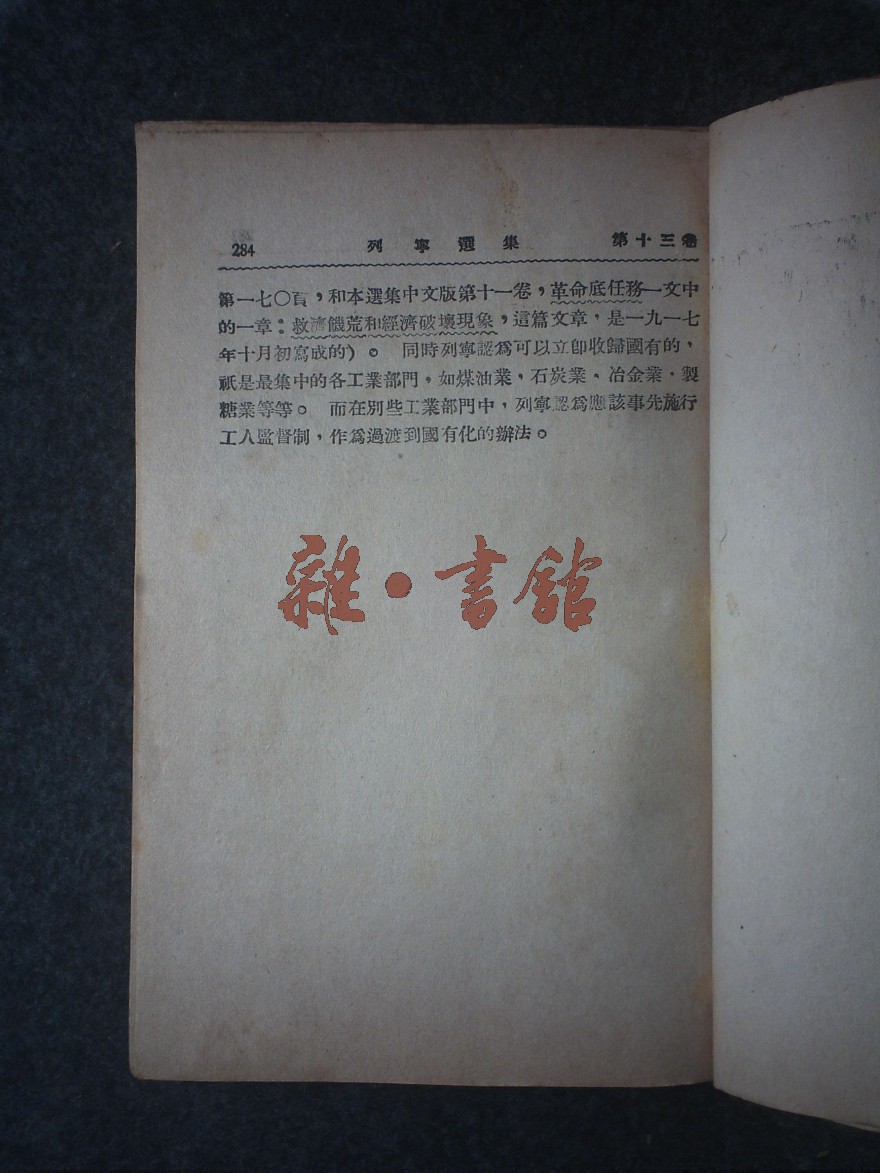 284 列寧選集 第十三卷
第一七〇頁，和本選集中文版第十一卷，革命底任務一文中
的一章：救濟饑荒和經濟破壞現象，這篇文章，是一九一七
年十月初寫成的）。 同時列寧認爲可以立卽收歸國有的，
祇是最集中的各工業部門，如煤油業，石炭業、冶金業、製
糖業等等。 而在別些工業部門中，列寧認爲應該事先施行
工人監督制，作爲過渡到國有化的辦法。
雜·書館